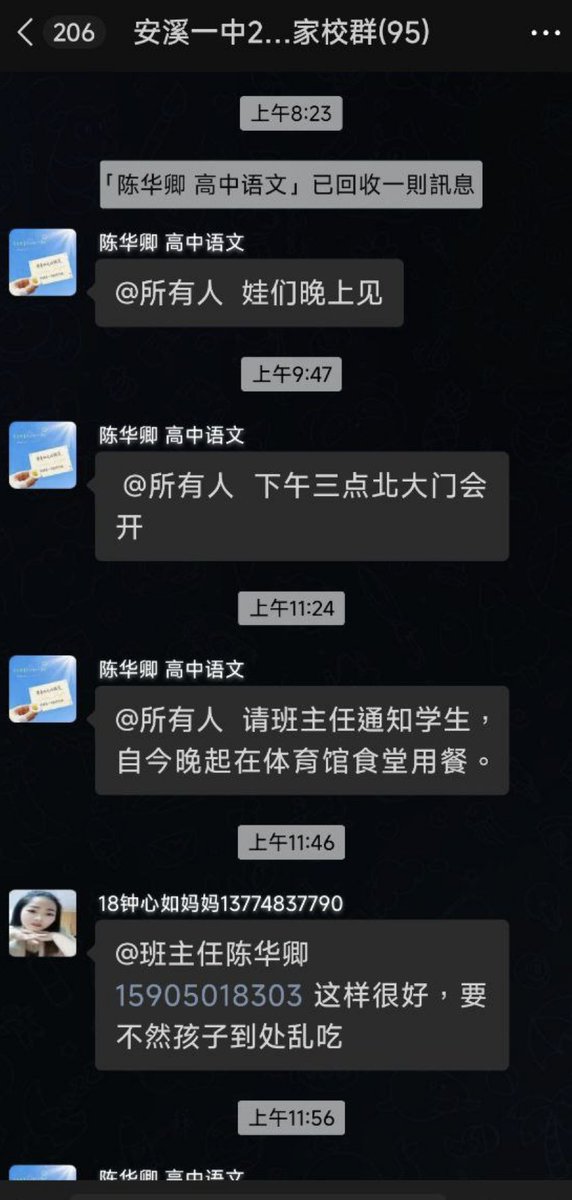 206
安溪一中2...家校群(95)
上午8:23
「陈华卿 高中语文」已回收一則訊息
陈华卿 高中语文
@所有人 娃们晚上见
上午9:47
陈华卿 高中语文
@所有人 下午三点北大门会
开
上午11:24
陈华卿 高中语文
@所有人 请班主任通知学生，
自今晚起在体育馆食堂用餐。
上午11:46
18钟心如妈妈13774837790
@班主任陈华卿
15905018303 这样很好，要
不然孩子到处乱吃
上午11:56
陈华卿 高中语文